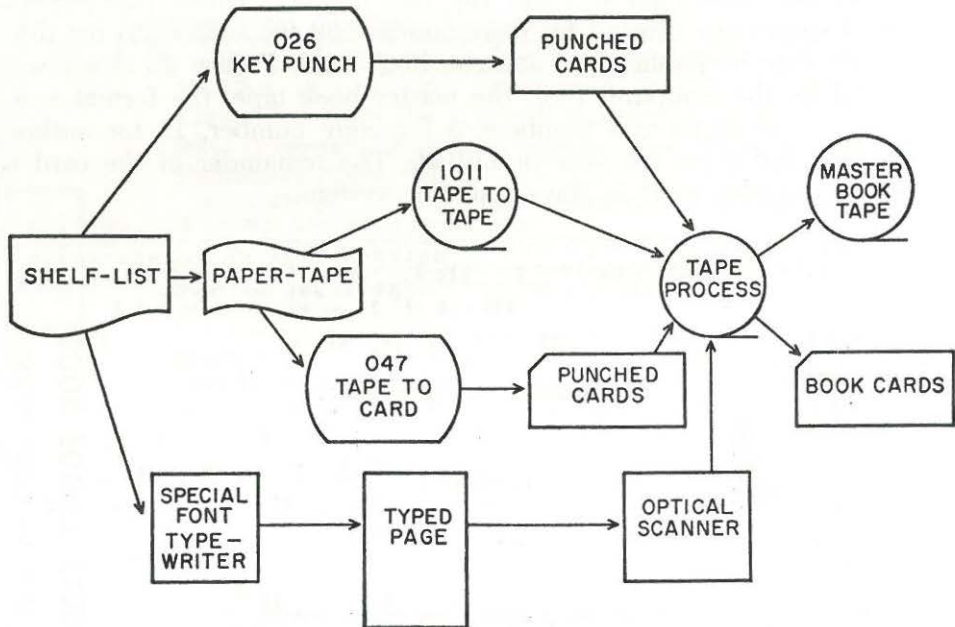 026
KEY PUNCH
PUNCHED
CARDS
1011
TAPE TO
TAPE
MASTER
BOOK
TAPE
SHELF-LIST
PAPER-TAPE
TAPE
PROCESS
047
TAPE TO
CARD
PUNCHED
CARDS
BOOK CARDS
SPECIAL
FONT
TYPE-
WRITER
TYPED
PAGE
OPTICAL
SCANNER